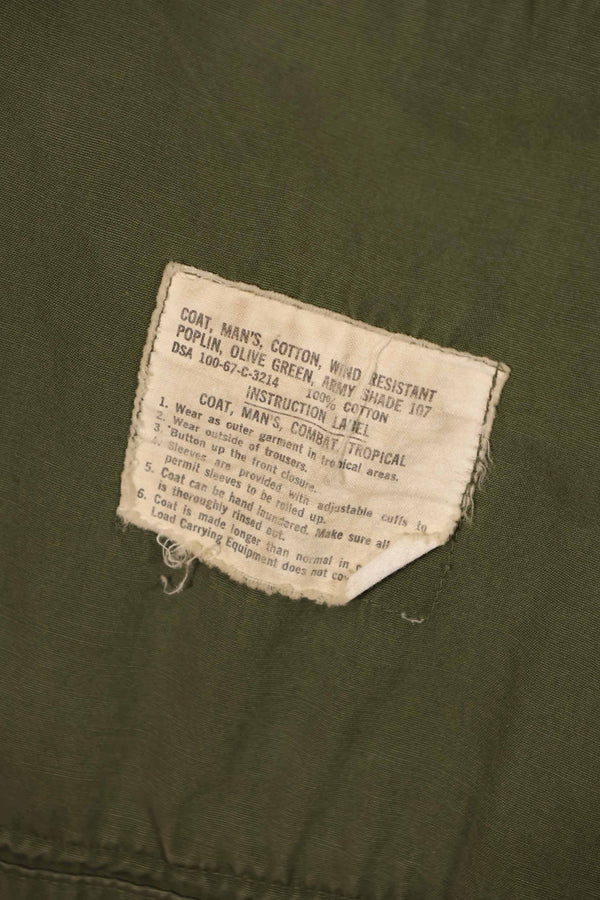 COAT, MAN'S, COTTON, WIND RESISTANT
POPLIN, OLIVE GREEN, ARMY SHADE 107
DSA 100-67-C-3214 100% COTTON
INSTRUCTION LABEL
COAT, MAN'S, COMBAT, TROPICAL
1. Wear as outer garment in tropical areas.
2. Wear outside of trousers.
3. Button up the front closure.
4. Sleeves are provided with adjustable cuffs to
permit sleeves to be rolled up.
5. Coat can be hand laundered. Make sure all
is thoroughly rinsed out.
6. Coat is made longer than normal in
Load Carrying Equipment does not